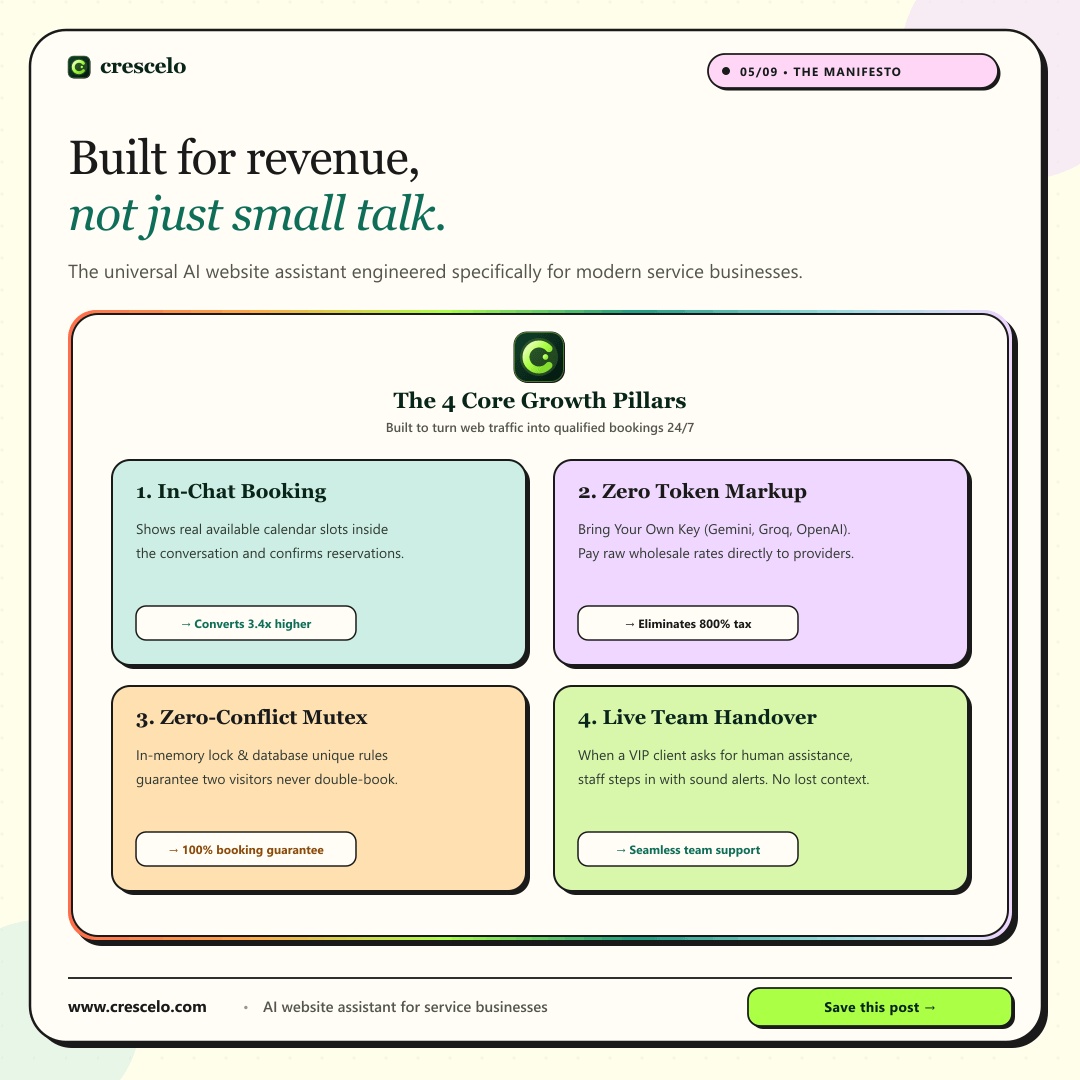 crescelo
05/09 • THE MANIFESTO
Built for revenue,
not just small talk.
The universal AI website assistant engineered specifically for modern service businesses.
The 4 Core Growth Pillars
Built to turn web traffic into qualified bookings 24/7
1. In-Chat Booking
Shows real available calendar slots inside
the conversation and confirms reservations.
→ Converts 3.4x higher
2. Zero Token Markup
Bring Your Own Key (Gemini, Groq, OpenAI).
Pay raw wholesale rates directly to providers.
→ Eliminates 800% tax
3. Zero-Conflict Mutex
In-memory lock & database unique rules
guarantee two visitors never double-book.
→ 100% booking guarantee
4. Live Team Handover
When a VIP client asks for human assistance,
staff steps in with sound alerts. No lost context.
→ Seamless team support
www.crescelo.com • AI website assistant for service businesses
Save this post →